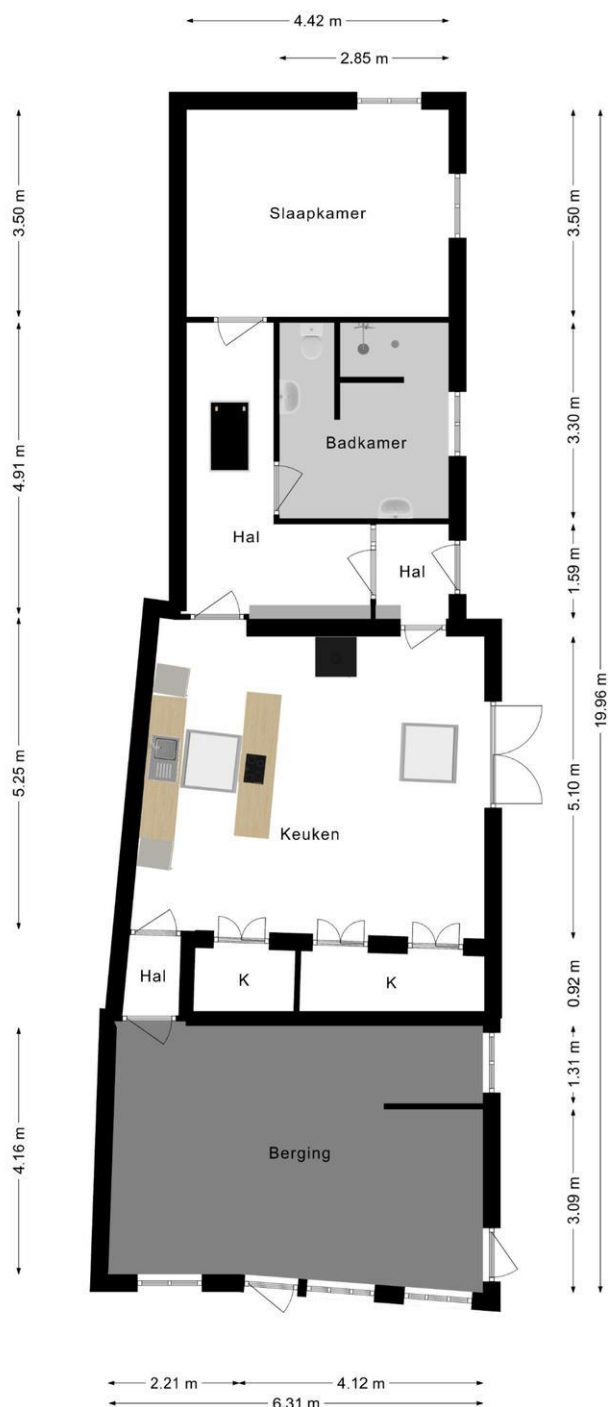 4.42 m
2.85 m
3.50 m
3.50 m
Slaapkamer
4.91 m
3.30 m
Badkamer
Hal
Hal
1.59 m
19.96 m
5.25 m
5.10 m
Keuken
Hal
K
K
0.92 m
1.31 m
4.16 m
Berging
3.09 m
2.21 m
4.12 m
6.31 m